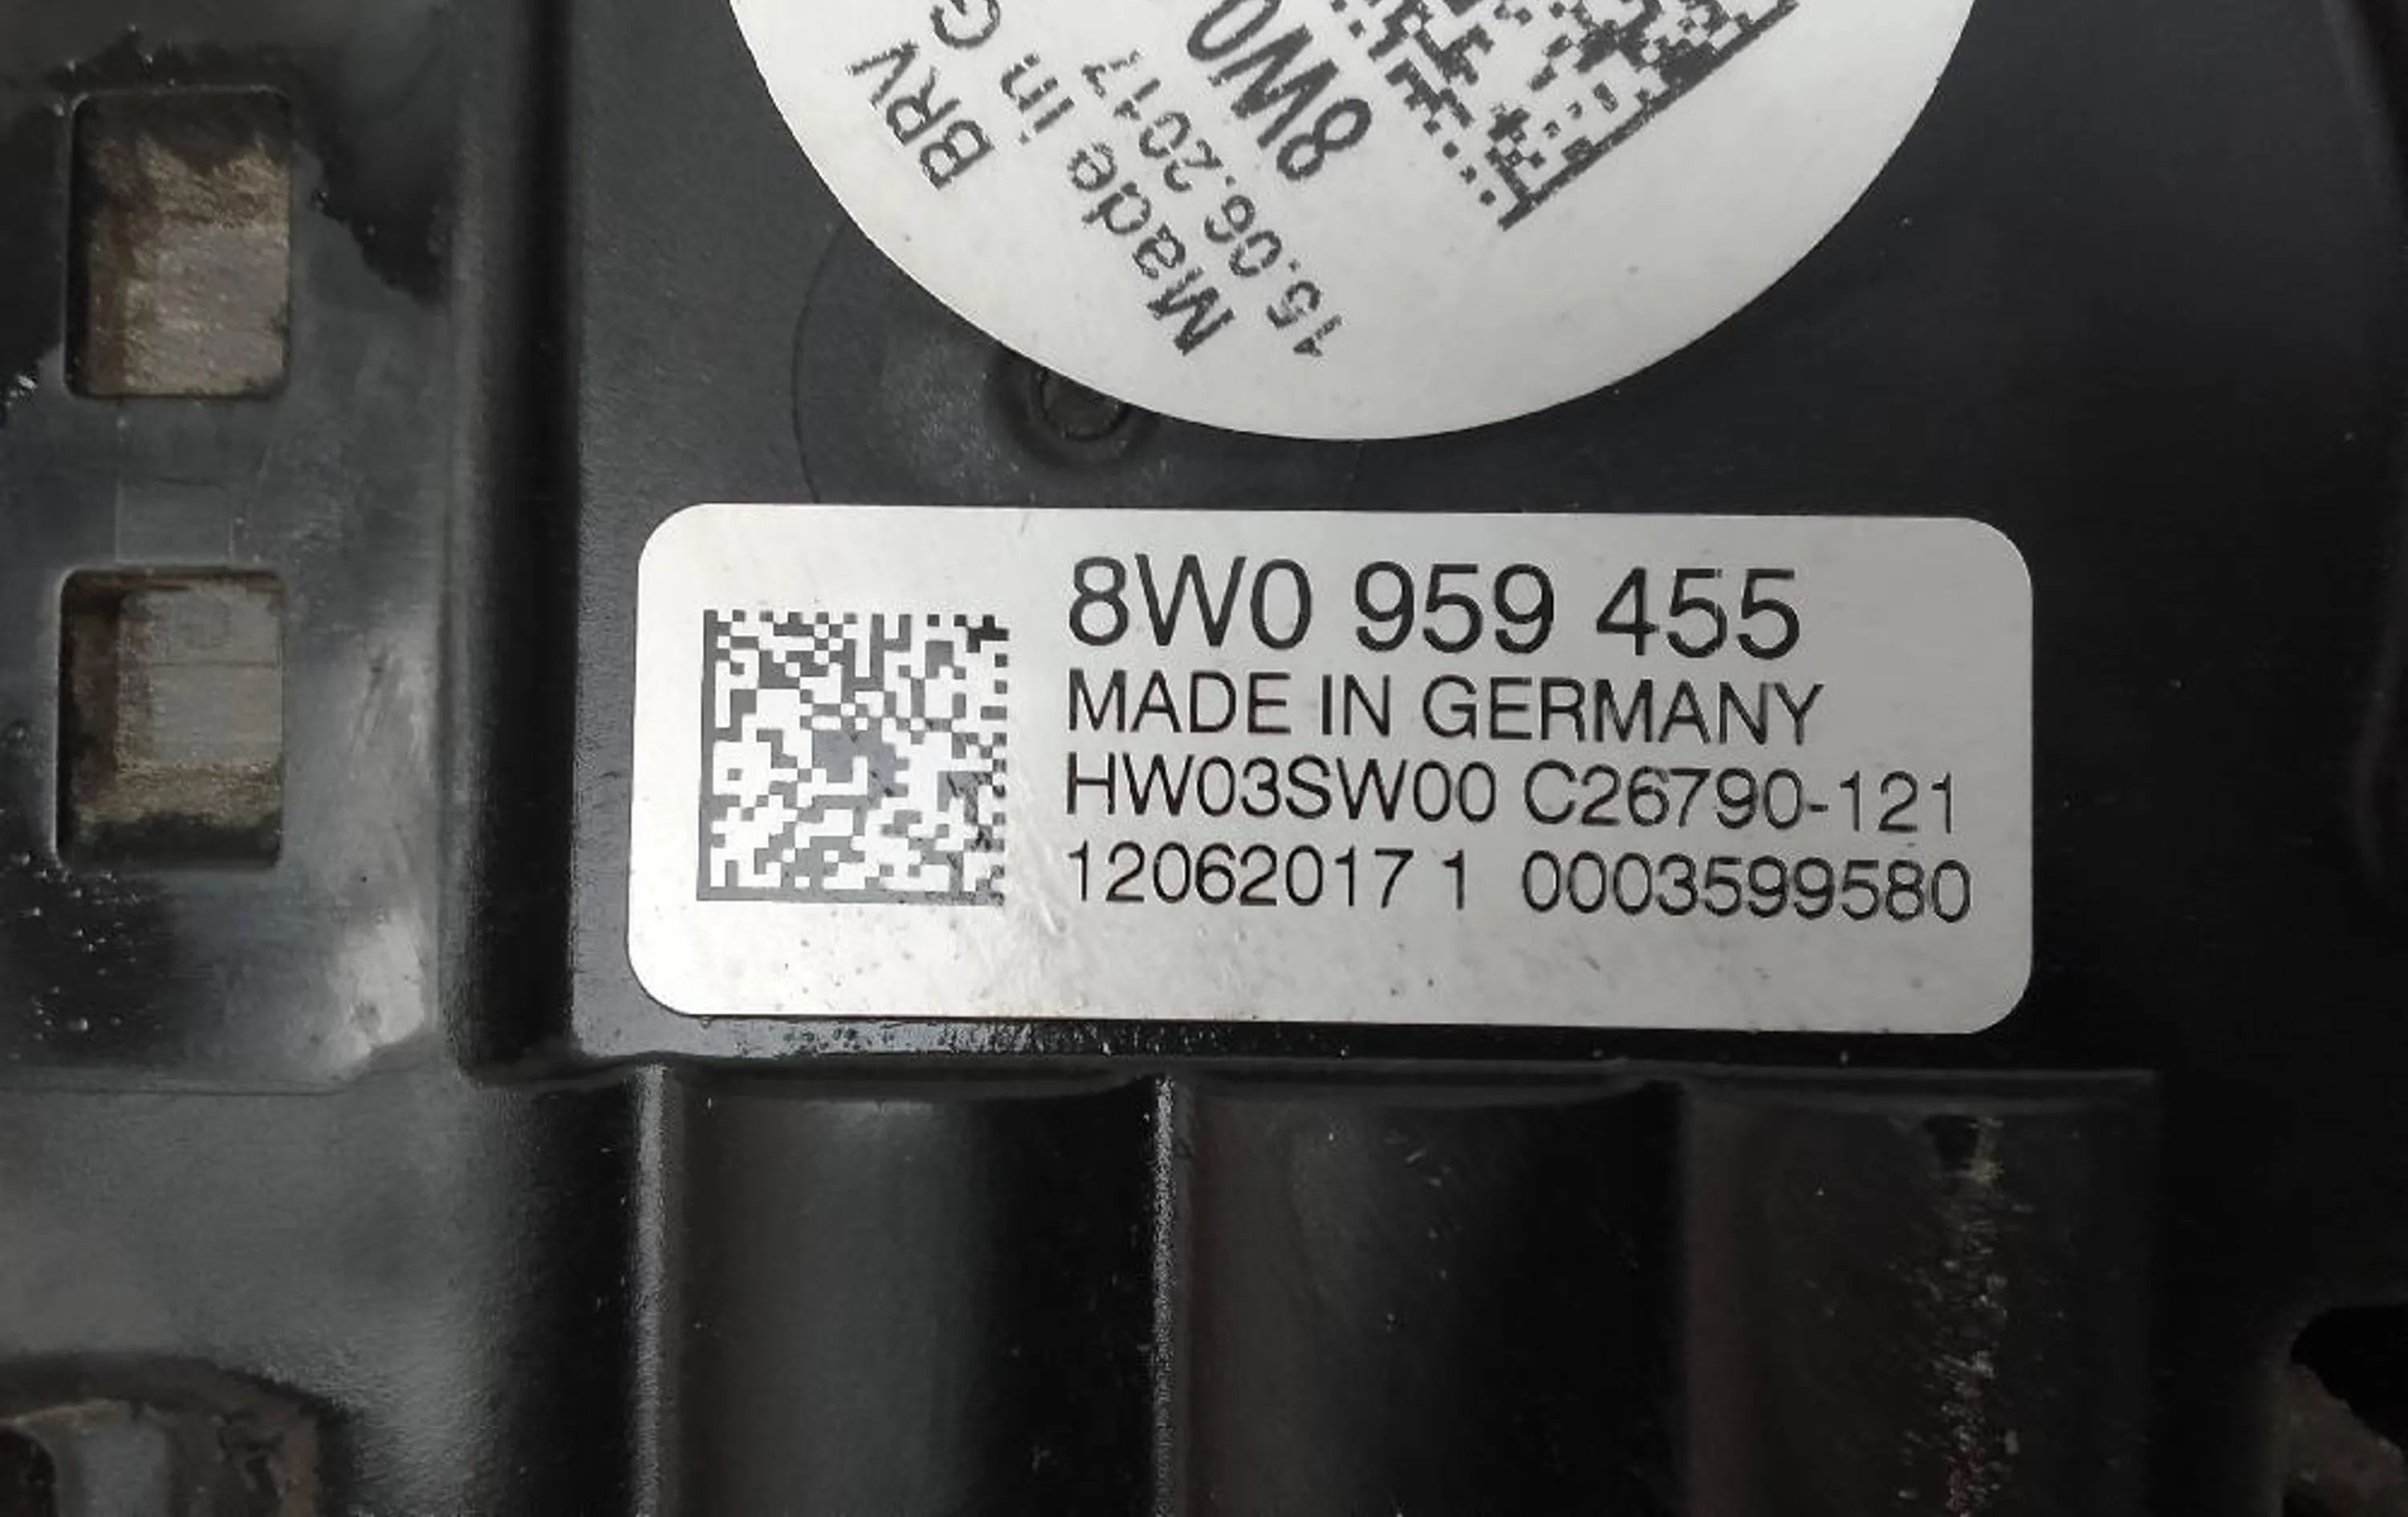 8W0
15.06.2017
Made in G
BRV
8W0 959 455
MADE IN GERMANY
HW03SW00 C26790-121
12062017 1 0003599580